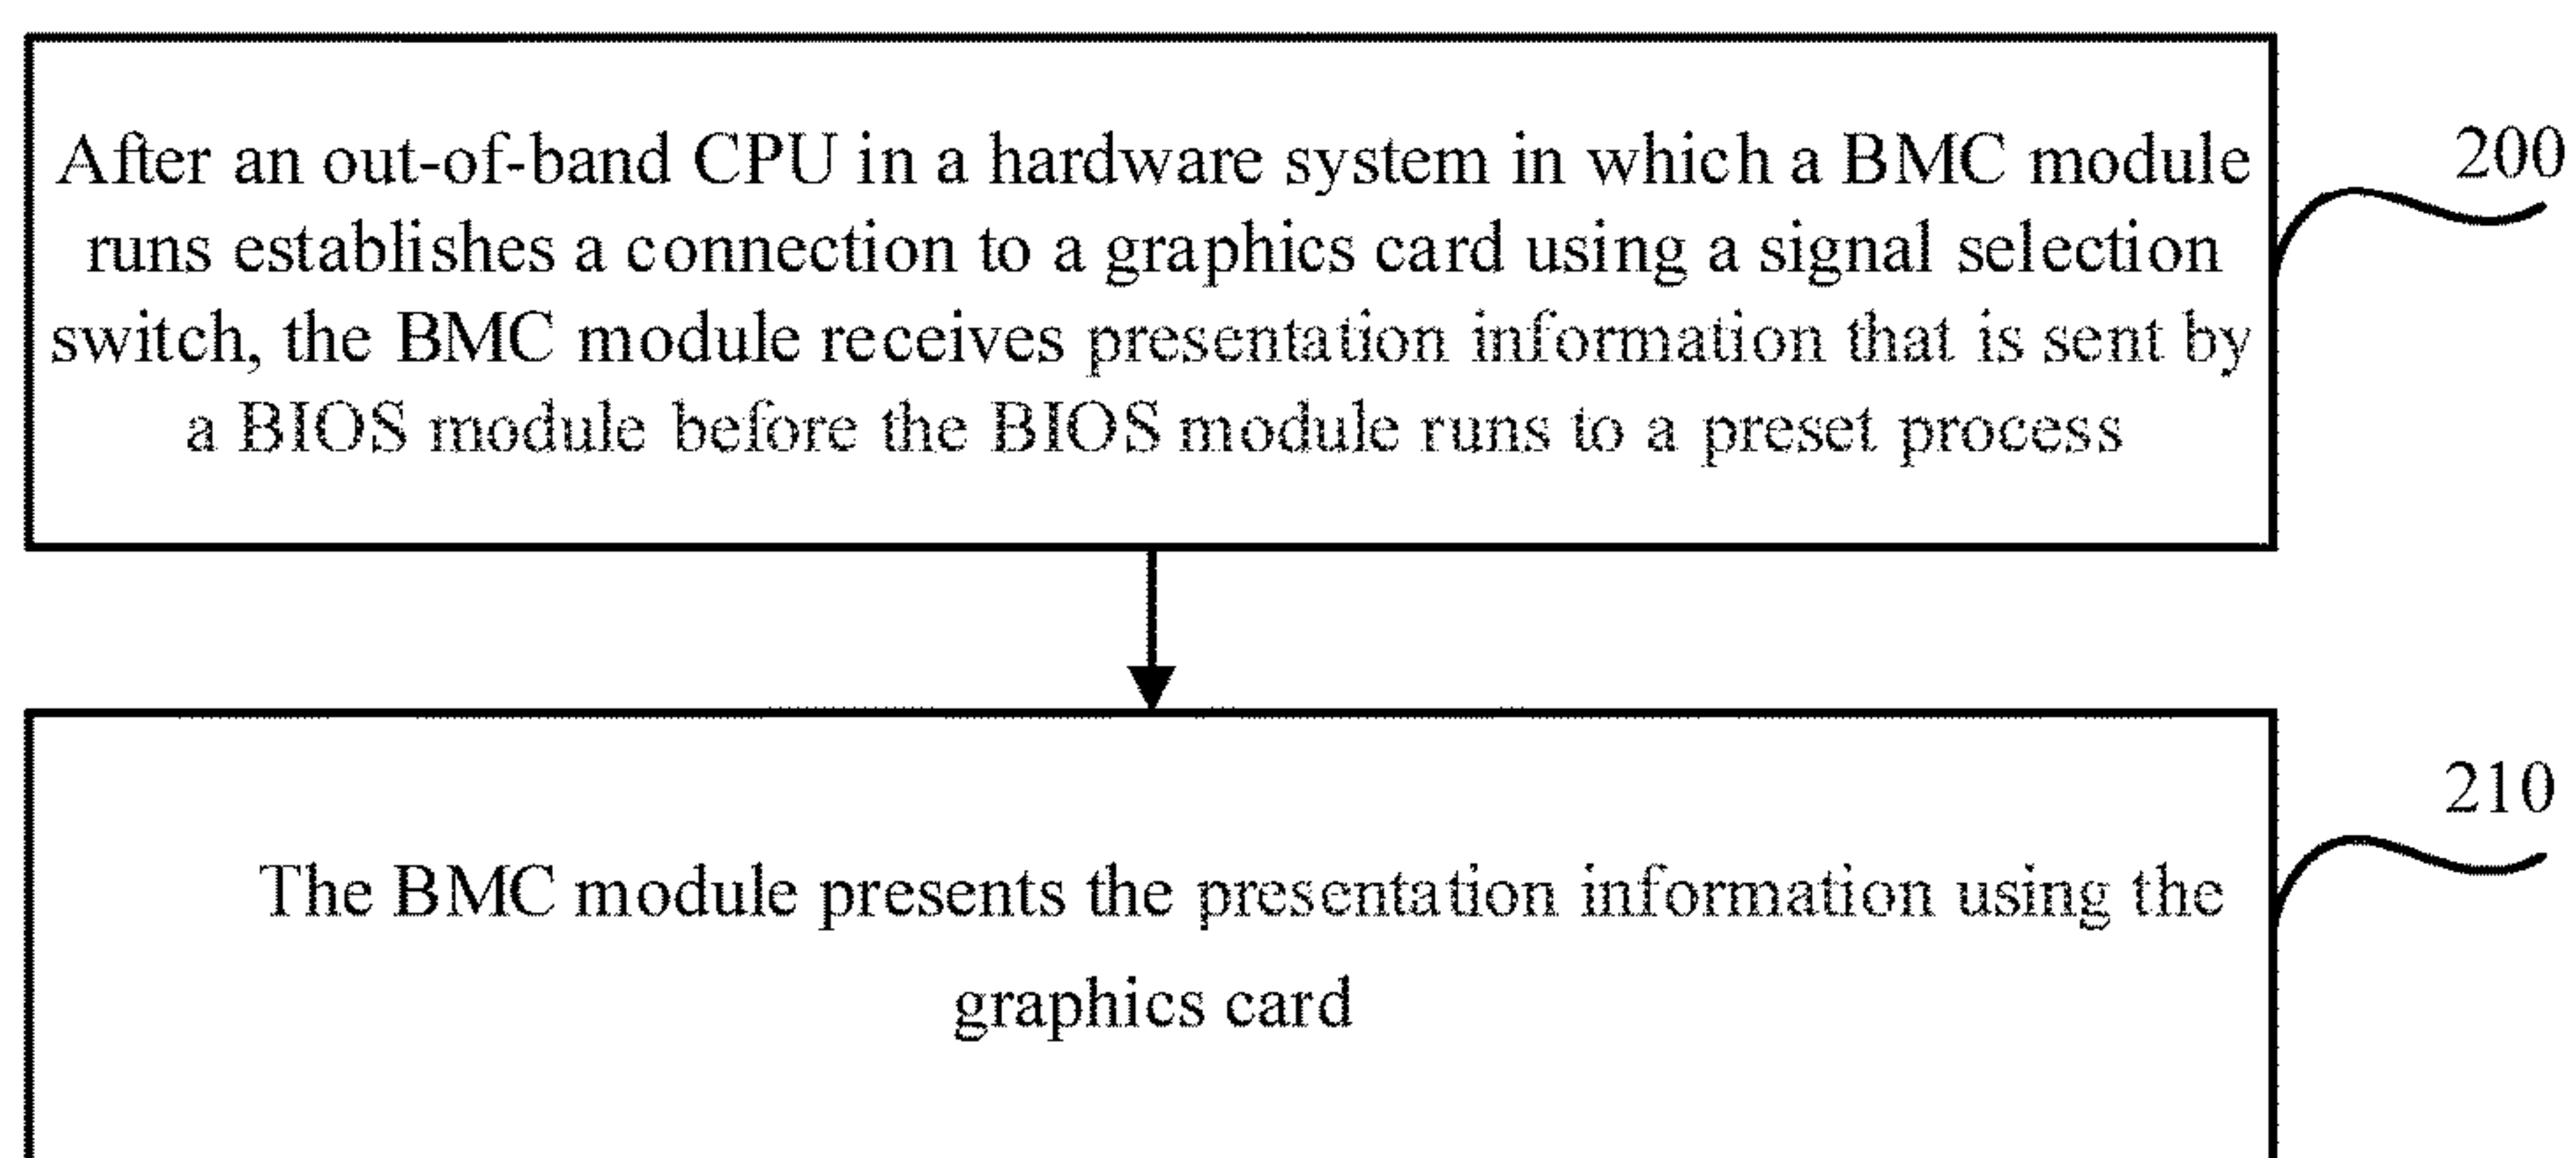 After an out-of-band CPU in a hardware system in which a BMC module
200
runs establishes a connection to a graphics card using a signal selection
switch, the BMC module receives presentation information that is sent by
a BIOS module before the BIOS module runs to a preset process
210
The BMC module presents the presentation information using the
graphics card